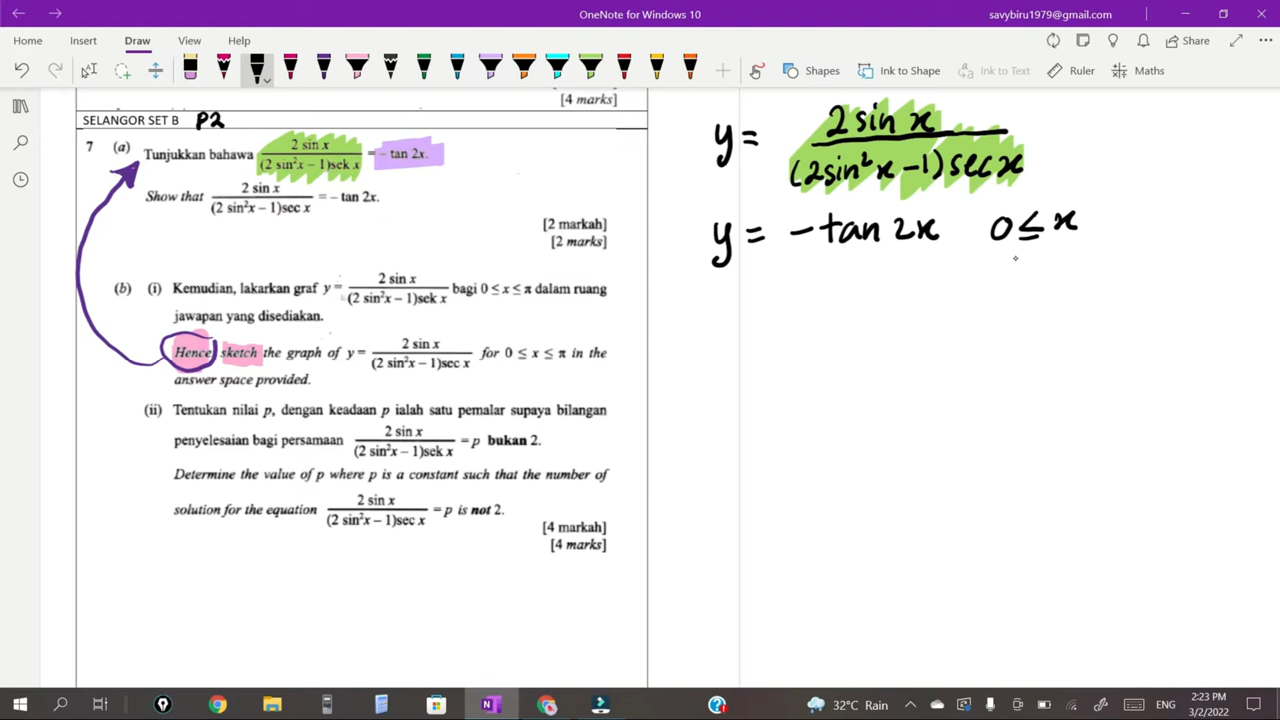 OneNote for Windows 10
savybiru1979@gmail.com
Home Insert Draw View Help
Share
Shapes Ink to Shape Ink to Text Ruler Maths
[4 marks]
SELANGOR SET B P2
7 (a) Tunjukkan bahawa 2 sin x / (2 sin²x – 1)sek x = – tan 2x.
Show that 2 sin x / (2 sin²x – 1)sec x = – tan 2x.
[2 markah]
[2 marks]
(b) (i) Kemudian, lakarkan graf y = 2 sin x / (2 sin²x – 1)sek x bagi 0 ≤ x ≤ π dalam ruang
jawapan yang disediakan.
Hence, sketch the graph of y = 2 sin x / (2 sin²x – 1)sec x for 0 ≤ x ≤ π in the
answer space provided.
(ii) Tentukan nilai p, dengan keadaan p ialah satu pemalar supaya bilangan
penyelesaian bagi persamaan 2 sin x / (2 sin²x – 1)sek x = p bukan 2.
Determine the value of p where p is a constant such that the number of
solution for the equation 2 sin x / (2 sin²x – 1)sec x = p is not 2.
[4 markah]
[4 marks]
y = 2 sin x / (2sin²x – 1) sec x
y = – tan 2x 0 ≤ x
32°C Rain
ENG
2:23 PM
3/2/2022